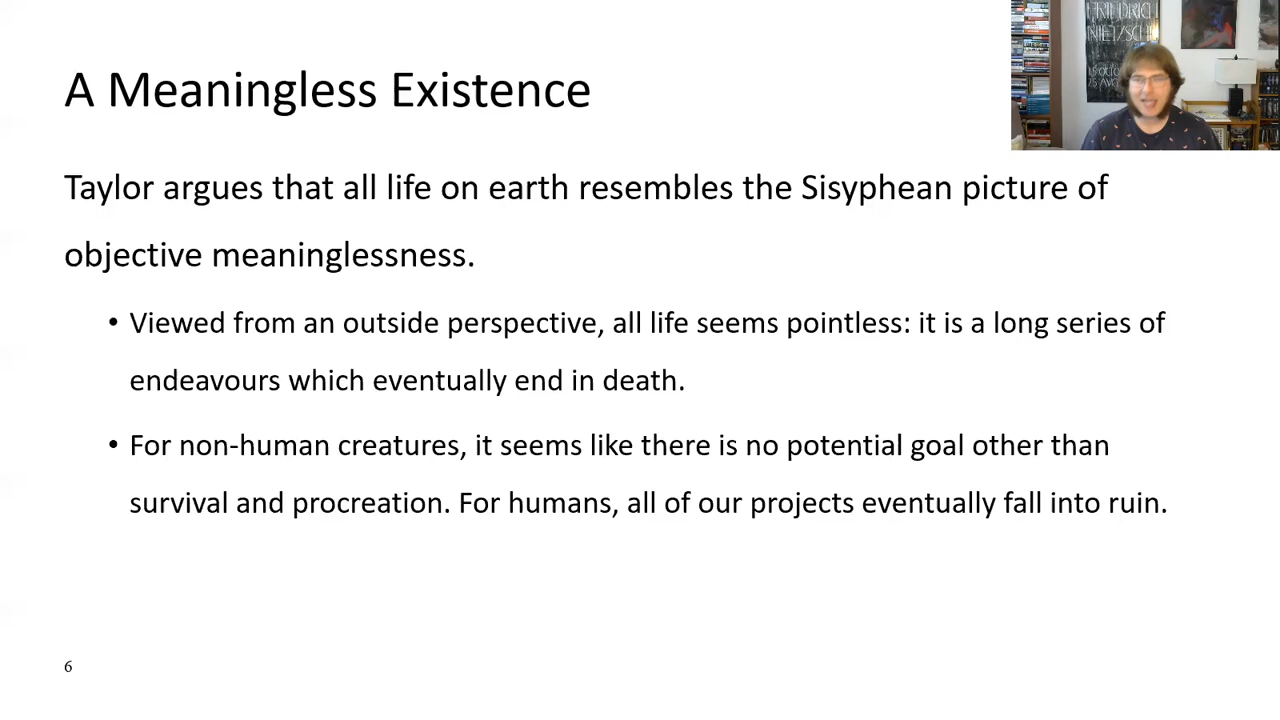 FRIEDRICH
NIETZSCHE
A Meaningless Existence
Taylor argues that all life on earth resembles the Sisyphean picture of
objective meaninglessness.
• Viewed from an outside perspective, all life seems pointless: it is a long series of
endeavours which eventually end in death.
• For non-human creatures, it seems like there is no potential goal other than
survival and procreation. For humans, all of our projects eventually fall into ruin.
6